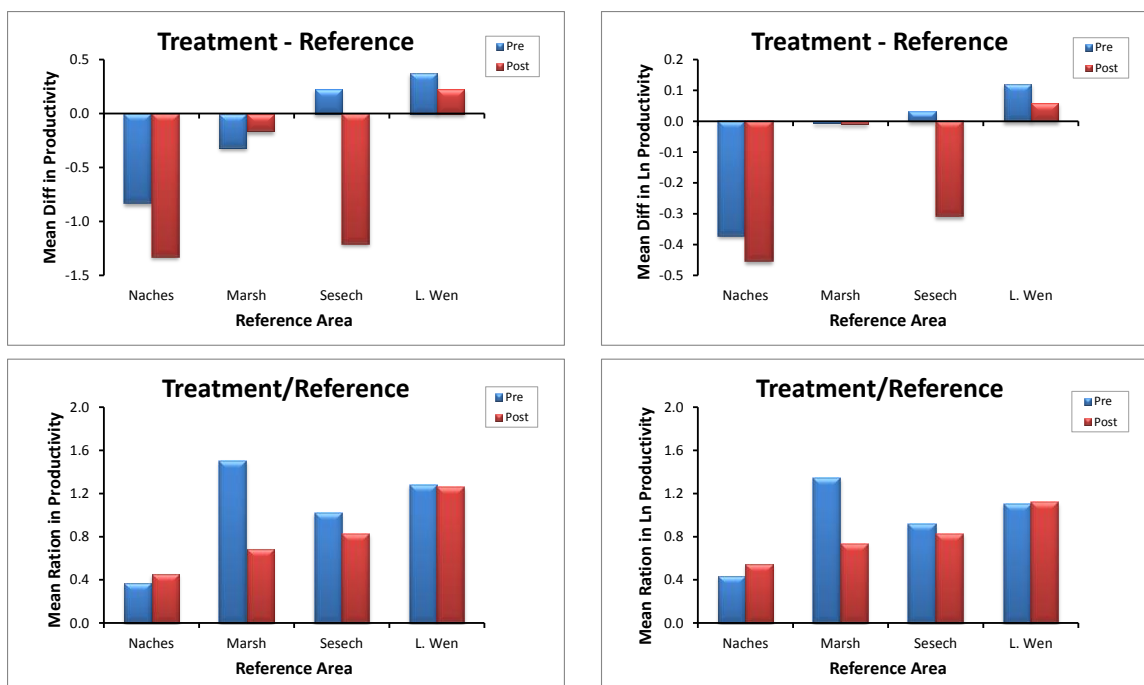 Treatment - Reference
Pre
Post
Mean Diff in Productivity
0.5
0.0
-0.5
-1.0
-1.5
Naches Marsh Sesech L. Wen
Reference Area
Treatment - Reference
Pre
Post
Mean Diff in Ln Productivity
0.2
0.1
0.0
-0.1
-0.2
-0.3
-0.4
-0.5
Naches Marsh Sesech L. Wen
Reference Area
Treatment/Reference
Pre
Post
Mean Ration in Productivity
2.0
1.6
1.2
0.8
0.4
0.0
Naches Marsh Sesech L. Wen
Reference Area
Treatment/Reference
Pre
Post
Mean Ration in Ln Productivity
2.0
1.6
1.2
0.8
0.4
0.0
Naches Marsh Sesech L. Wen
Reference Area